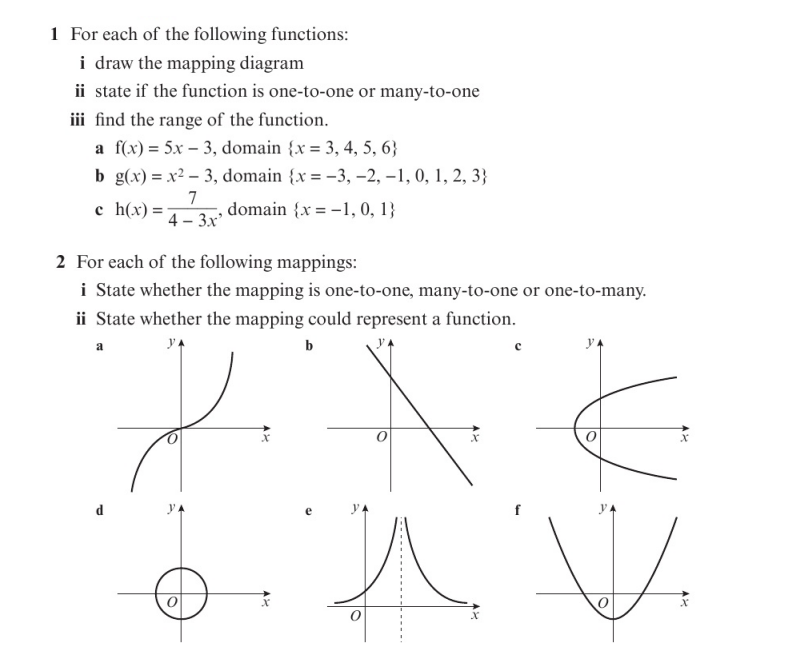 1 For each of the following functions:
i draw the mapping diagram
ii state if the function is one-to-one or many-to-one
iii find the range of the function.
a f(x) = 5x – 3, domain {x = 3, 4, 5, 6}
b g(x) = x² – 3, domain {x = –3, –2, –1, 0, 1, 2, 3}
c h(x) = 7/(4 – 3x), domain {x = –1, 0, 1}
2 For each of the following mappings:
i State whether the mapping is one-to-one, many-to-one or one-to-many.
ii State whether the mapping could represent a function.
a y b y c y
O x O x O x
d y e y f y
O x O x O x